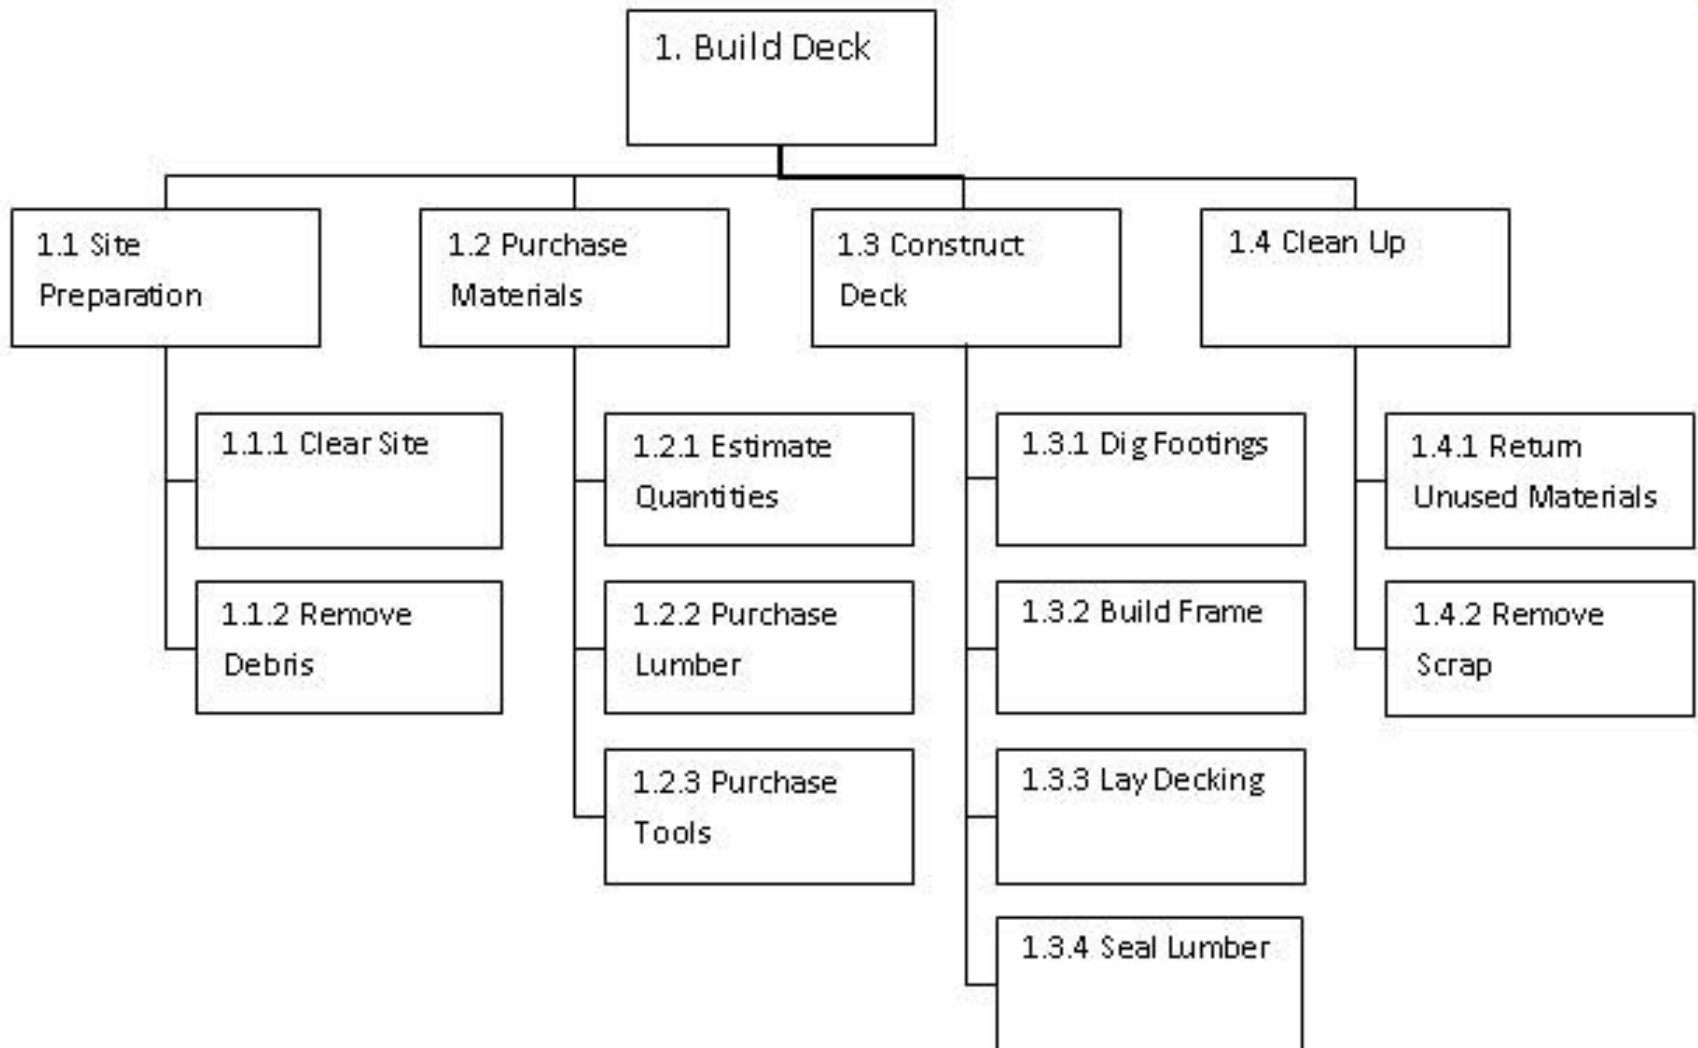 1. Build Deck
1.1 Site
Preparation
1.2 Purchase
Materials
1.3 Construct
Deck
1.4 Clean Up
1.1.1 Clear Site
1.1.2 Remove
Debris
1.2.1 Estimate
Quantities
1.2.2 Purchase
Lumber
1.2.3 Purchase
Tools
1.3.1 Dig Footings
1.3.2 Build Frame
1.3.3 Lay Decking
1.3.4 Seal Lumber
1.4.1 Return
Unused Materials
1.4.2 Remove
Scrap